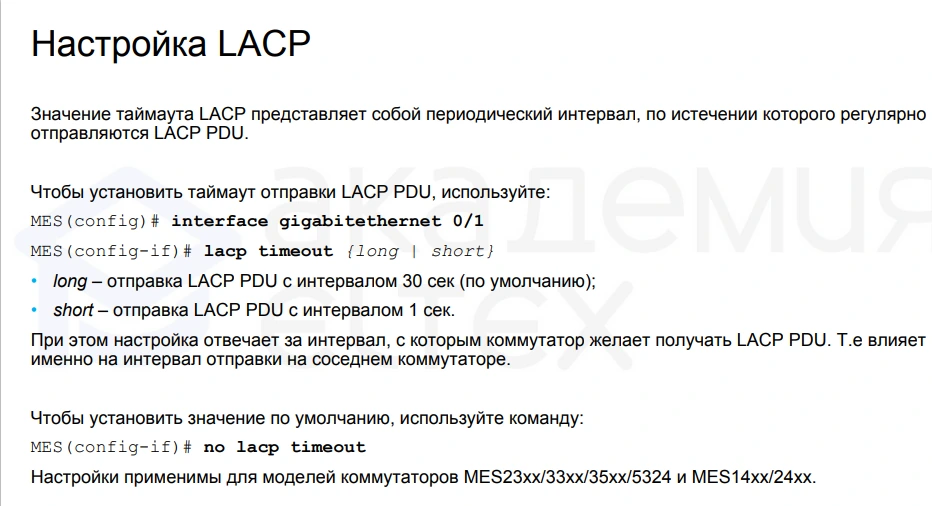 Настройка LACP
Значение таймаута LACP представляет собой периодический интервал, по истечении которого регулярно
отправляются LACP PDU.
Чтобы установить таймаут отправки LACP PDU, используйте:
MES(config)# interface gigabitethernet 0/1
MES(config-if)# lacp timeout {long | short}
• long – отправка LACP PDU с интервалом 30 сек (по умолчанию);
• short – отправка LACP PDU с интервалом 1 сек.
При этом настройка отвечает за интервал, с которым коммутатор желает получать LACP PDU. Т.е влияет
именно на интервал отправки на соседнем коммутаторе.
Чтобы установить значение по умолчанию, используйте команду:
MES(config-if)# no lacp timeout
Настройки применимы для моделей коммутаторов MES23xx/33xx/35xx/5324 и MES14xx/24xx.
академия
eltex